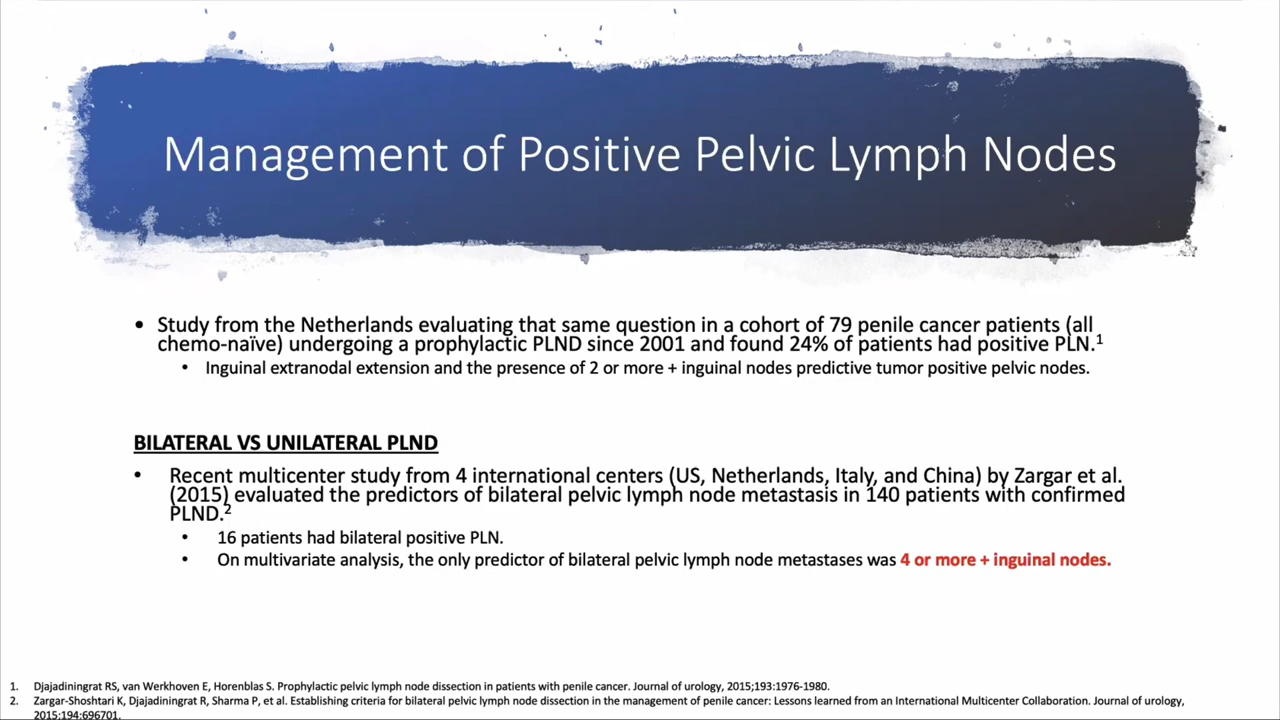 Management of Positive Pelvic Lymph Nodes
• Study from the Netherlands evaluating that same question in a cohort of 79 penile cancer patients (all
chemo-naïve) undergoing a prophylactic PLND since 2001 and found 24% of patients had positive PLN.1
• Inguinal extranodal extension and the presence of 2 or more + inguinal nodes predictive tumor positive pelvic nodes.
BILATERAL VS UNILATERAL PLND
• Recent multicenter study from 4 international centers (US, Netherlands, Italy, and China) by Zargar et al.
(2015) evaluated the predictors of bilateral pelvic lymph node metastasis in 140 patients with confirmed
PLND.2
• 16 patients had bilateral positive PLN.
• On multivariate analysis, the only predictor of bilateral pelvic lymph node metastases was 4 or more + inguinal nodes.
1. Djajadiningrat RS, van Werkhoven E, Horenblas S. Prophylactic pelvic lymph node dissection in patients with penile cancer. Journal of urology, 2015;193:1976-1980.
2. Zargar-Shoshtari K, Djajadiningrat R, Sharma P, et al. Establishing criteria for bilateral pelvic lymph node dissection in the management of penile cancer: Lessons learned from an International Multicenter Collaboration. Journal of urology,
2015;194:696701.